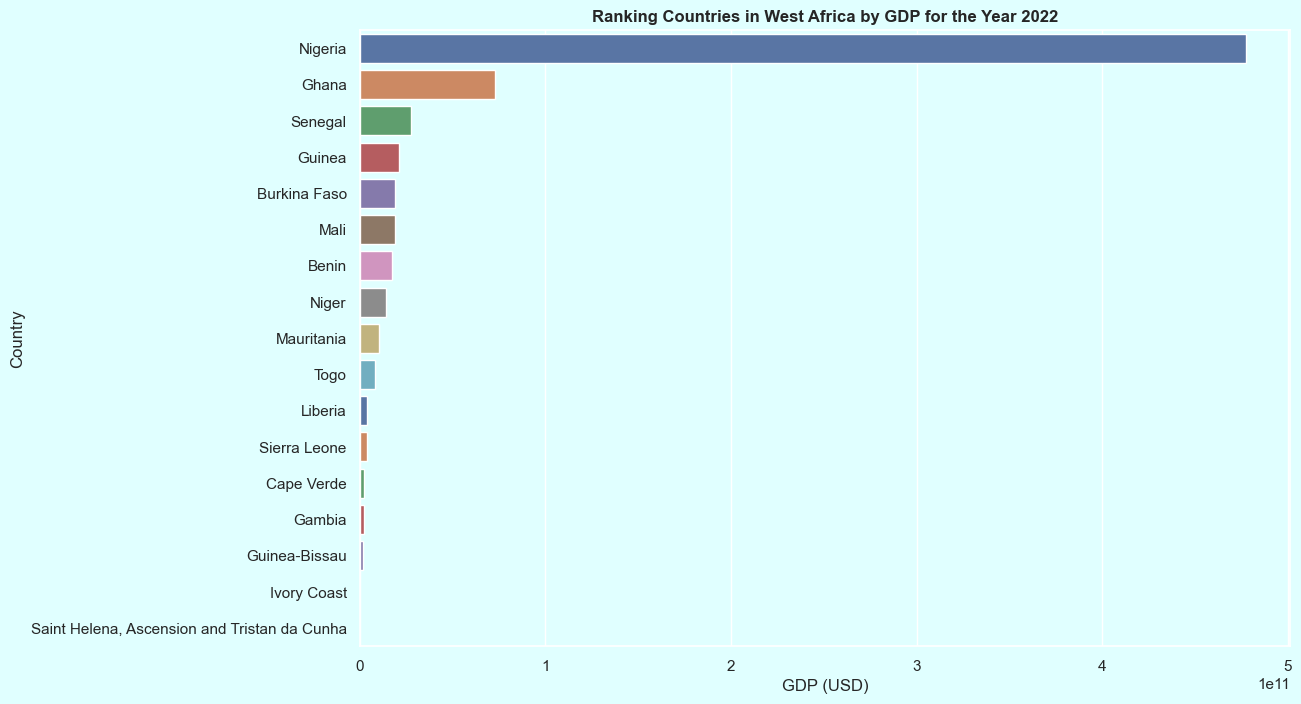 Ranking Countries in West Africa by GDP for the Year 2022
Nigeria
Ghana
Senegal
Guinea
Burkina Faso
Mali
Benin
Niger
Mauritania
Togo
Liberia
Sierra Leone
Cape Verde
Gambia
Guinea-Bissau
Ivory Coast
Saint Helena, Ascension and Tristan da Cunha
Country
0 1 2 3 4 5
1e11
GDP (USD)